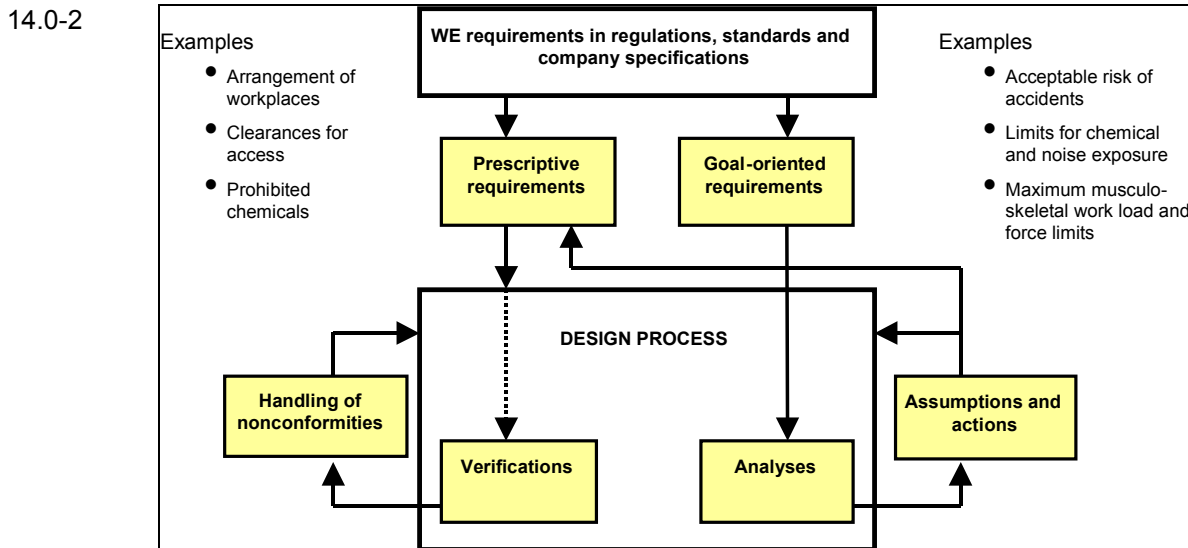 14.0-2
WE requirements in regulations, standards and
company specifications
Examples
• Arrangement of
workplaces
• Clearances for
access
• Prohibited
chemicals
Examples
• Acceptable risk of
accidents
• Limits for chemical
and noise exposure
• Maximum musculo-
skeletal work load and
force limits
Prescriptive
requirements
Goal-oriented
requirements
DESIGN PROCESS
Handling of
nonconformities
Assumptions and
actions
Verifications
Analyses